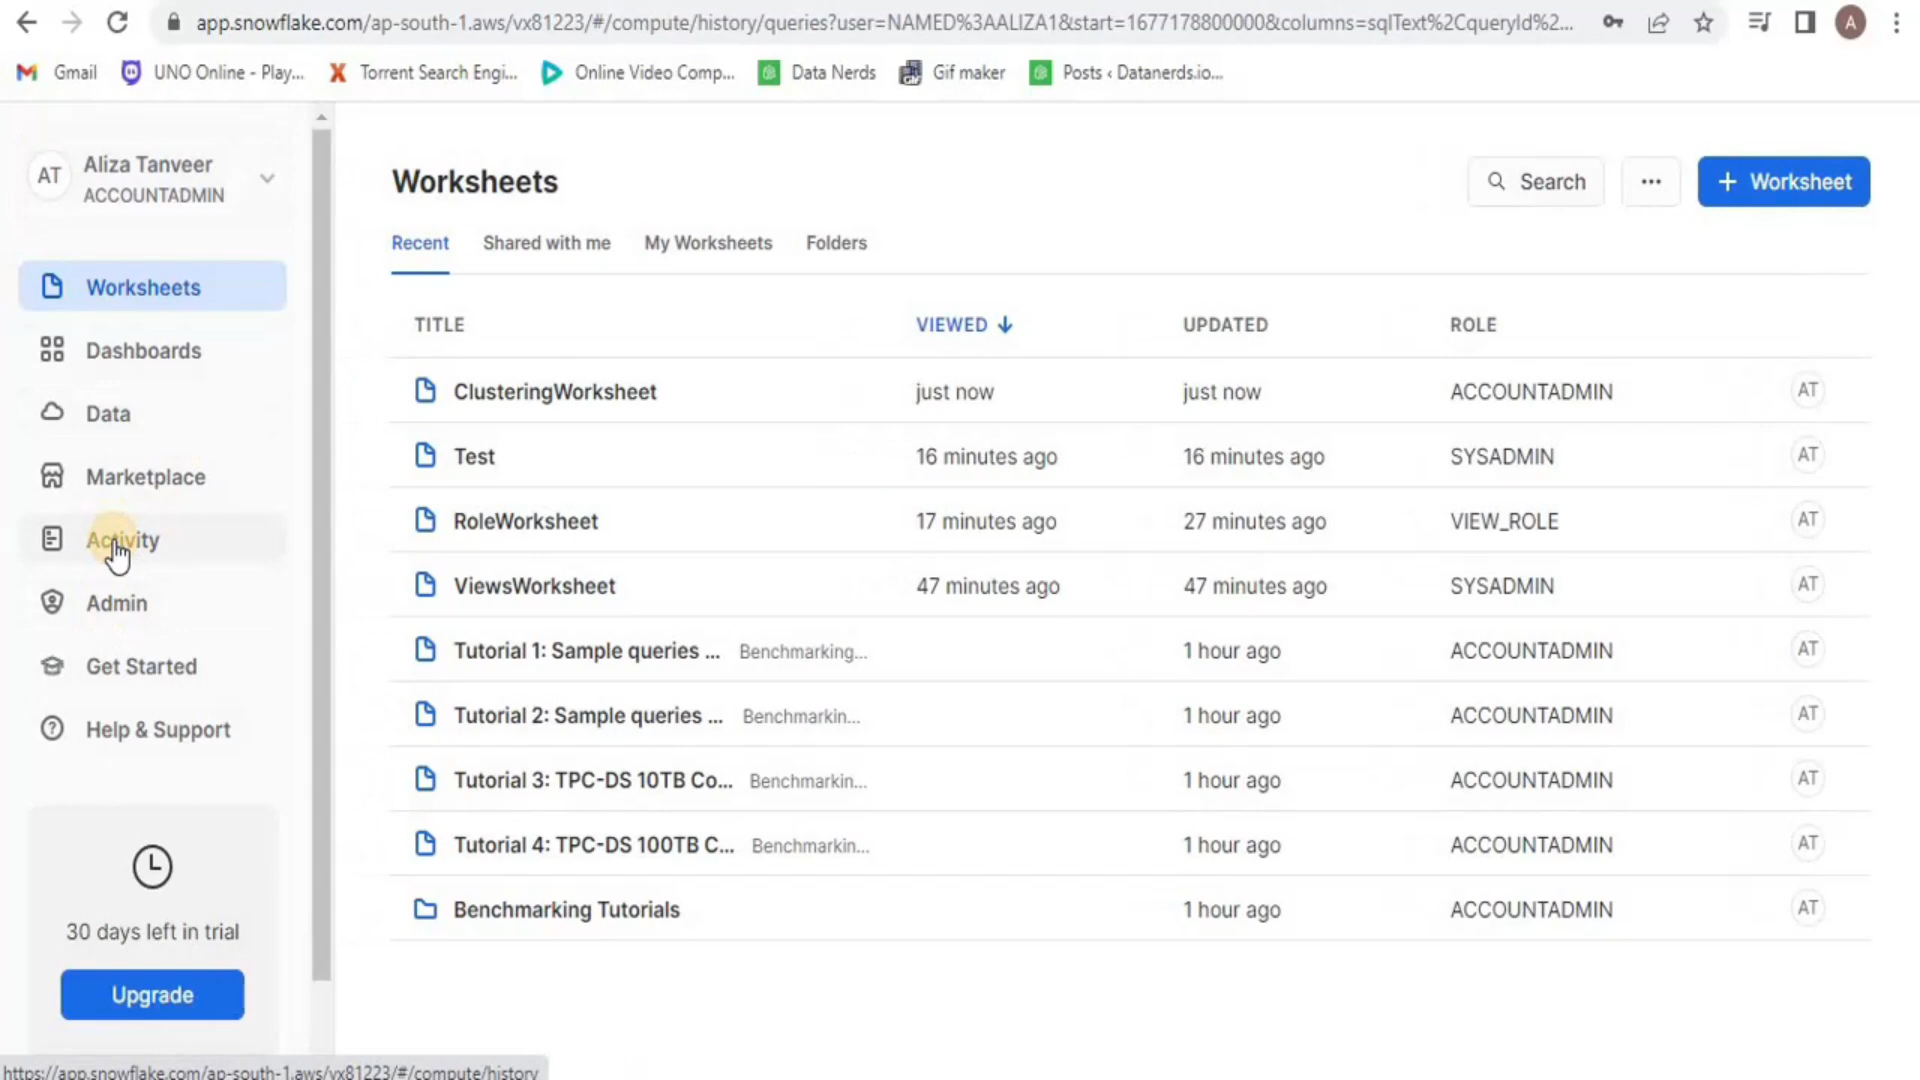 app.snowflake.com/ap-south-1.aws/vx81223/#/compute/history/queries?user=NAMED%3AALIZA1&start=1677178800000&columns=sqlText%2CqueryId%2... A
Gmail UNO Online - Play... Torrent Search Engi... Online Video Comp... Data Nerds Gif maker Posts ‹ Datanerds.io...
AT Aliza Tanveer
ACCOUNTADMIN
Worksheets
Dashboards
Data
Marketplace
Activity
Admin
Get Started
Help & Support
30 days left in trial
Upgrade
Worksheets
Search
...
+ Worksheet
Recent Shared with me My Worksheets Folders
TITLE VIEWED ↓ UPDATED ROLE
ClusteringWorksheet just now just now ACCOUNTADMIN AT
Test 16 minutes ago 16 minutes ago SYSADMIN AT
RoleWorksheet 17 minutes ago 27 minutes ago VIEW_ROLE AT
ViewsWorksheet 47 minutes ago 47 minutes ago SYSADMIN AT
Tutorial 1: Sample queries ... Benchmarking... 1 hour ago ACCOUNTADMIN AT
Tutorial 2: Sample queries ... Benchmarkin... 1 hour ago ACCOUNTADMIN AT
Tutorial 3: TPC-DS 10TB Co... Benchmarkin... 1 hour ago ACCOUNTADMIN AT
Tutorial 4: TPC-DS 100TB C... Benchmarkin... 1 hour ago ACCOUNTADMIN AT
Benchmarking Tutorials 1 hour ago ACCOUNTADMIN AT
https://app.snowflake.com/ap-south-1.aws/vx81223/#/compute/history